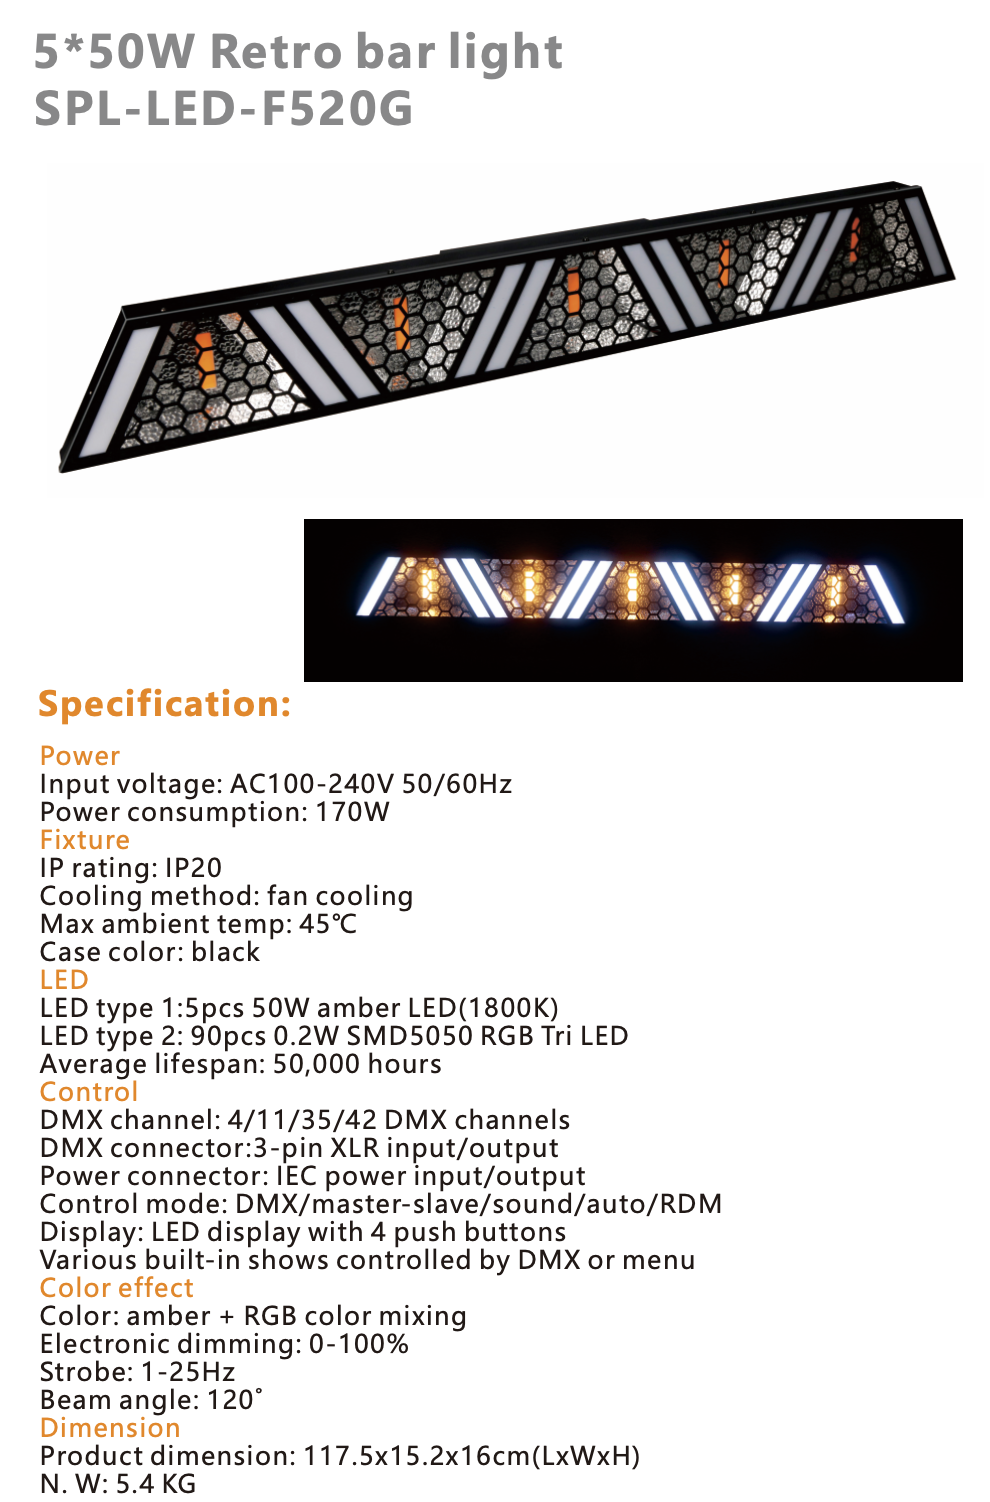 5*50W Retro bar light
SPL-LED-F520G
Specification:
Power
Input voltage: AC100-240V 50/60Hz
Power consumption: 170W
Fixture
IP rating: IP20
Cooling method: fan cooling
Max ambient temp: 45℃
Case color: black
LED
LED type 1:5pcs 50W amber LED(1800K)
LED type 2: 90pcs 0.2W SMD5050 RGB Tri LED
Average lifespan: 50,000 hours
Control
DMX channel: 4/11/35/42 DMX channels
DMX connector:3-pin XLR input/output
Power connector: IEC power input/output
Control mode: DMX/master-slave/sound/auto/RDM
Display: LED display with 4 push buttons
Various built-in shows controlled by DMX or menu
Color effect
Color: amber + RGB color mixing
Electronic dimming: 0-100%
Strobe: 1-25Hz
Beam angle: 120°
Dimension
Product dimension: 117.5x15.2x16cm(LxWxH)
N. W: 5.4 KG